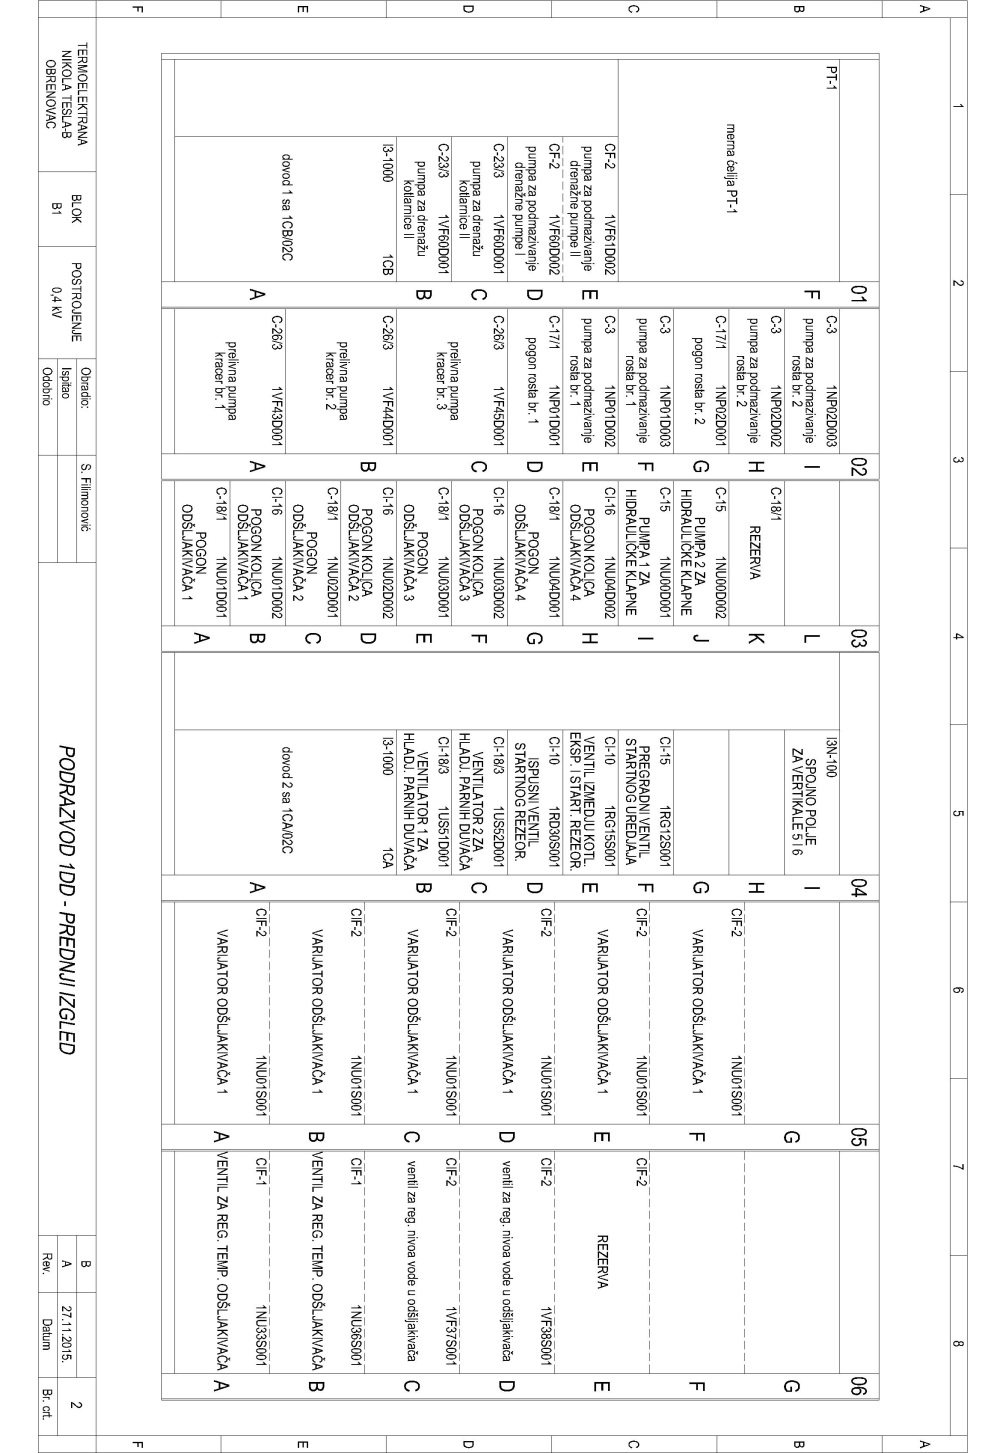 1
2
3
4
5
6
7
8
A
B
C
D
E
F
A
B
C
D
E
F
01
PT-1
merna ćelija PT-1
F
CF-2 1VF61D002
pumpa za podmazivanje
drenažne pumpe II
E
CF-2 1VF60D002
pumpa za podmazivanje
drenažne pumpe I
D
C-23/3 1VF60D001
pumpa za drenažu
kotlarnice II
C
C-23/3 1VF60D001
pumpa za drenažu
kotlarnice II
B
I3-1000 1CB
dovod 1 sa 1CB/02C
A
02
C-3 1NP02D003
pumpa za podmazivanje
rosta br. 2
I
C-3 1NP02D002
pumpa za podmazivanje
rosta br. 2
H
C-17/1 1NP02D001
pogon rosta br. 2
G
C-3 1NP01D003
pumpa za podmazivanje
rosta br. 1
F
C-3 1NP01D002
pumpa za podmazivanje
rosta br. 1
E
C-17/1 1NP01D001
pogon rosta br. 1
D
C-26/3 1VF45D001
prelivna pumpa
kracer br. 3
C
C-26/3 1VF44D001
prelivna pumpa
kracer br. 2
B
C-26/3 1VF43D001
prelivna pumpa
kracer br. 1
A
03
L
C-18/1
REZERVA
K
C-15 1NU00D002
PUMPA 2 ZA
HIDRAULIČKE KLAPNE
J
C-15 1NU00D001
PUMPA 1 ZA
HIDRAULIČKE KLAPNE
I
CI-16 1NU04D002
POGON KOLICA
ODŠLJAKIVAČA 4
H
C-18/1 1NU04D001
POGON
ODŠLJAKIVAČA 4
G
CI-16 1NU03D002
POGON KOLICA
ODŠLJAKIVAČA 3
F
C-18/1 1NU03D001
POGON
ODŠLJAKIVAČA 3
E
CI-16 1NU02D002
POGON KOLICA
ODŠLJAKIVAČA 2
D
C-18/1 1NU02D001
POGON
ODŠLJAKIVAČA 2
C
CI-16 1NU01D002
POGON KOLICA
ODŠLJAKIVAČA 1
B
C-18/1 1NU01D001
POGON
ODŠLJAKIVAČA 1
A
04
I3N-100
SPOJNO POLJE
ZA VERTIKALE 5 I 6
I
H
G
CI-15 1RG12S001
PREGRADNI VENTIL
STARTNOG UREDJAJA
F
CI-10 1RG15S001
VENTIL IZMEDJU KOTL.
EKSP. I START. REZEOR.
E
CI-10 1RD30S001
ISPUSNI VENTIL
STARTNOG REZEOR.
D
CI-18/3 1US52D001
VENTILATOR 2 ZA
HLADJ. PARNIH DUVAČA
C
CI-18/3 1US51D001
VENTILATOR 1 ZA
HLADJ. PARNIH DUVAČA
B
I3-1000 1CA
dovod 2 sa 1CA/02C
A
05
G
CIF-2 1NU01S001
VARIJATOR ODŠLJAKIVAČA 1
F
CIF-2 1NU01S001
VARIJATOR ODŠLJAKIVAČA 1
E
CIF-2 1NU01S001
VARIJATOR ODŠLJAKIVAČA 1
D
CIF-2 1NU01S001
VARIJATOR ODŠLJAKIVAČA 1
C
CIF-2 1NU01S001
VARIJATOR ODŠLJAKIVAČA 1
B
CIF-2 1NU01S001
VARIJATOR ODŠLJAKIVAČA 1
A
06
G
F
CIF-2
REZERVA
E
CIF-2 1VF38S001
ventil za reg. nivoa vode u odšljakivača
D
CIF-2 1VF37S001
ventil za reg. nivoa vode u odšljakivača
C
CIF-1 1NU36S001
VENTIL ZA REG. TEMP. ODŠLJAKIVAČA
B
CIF-1 1NU33S001
VENTIL ZA REG. TEMP. ODŠLJAKIVAČA
A
TERMOELEKTRANA
NIKOLA TESLA-B
OBRENOVAC
BLOK
B1
POSTROJENJE
0,4 kV
Obradio: S. Filimonović
Ispitao
Odobrio
PODRAZVOD 1DD - PREDNJI IZGLED
B
A 27.11.2015.
Rev. Datum
2
Br. crt.